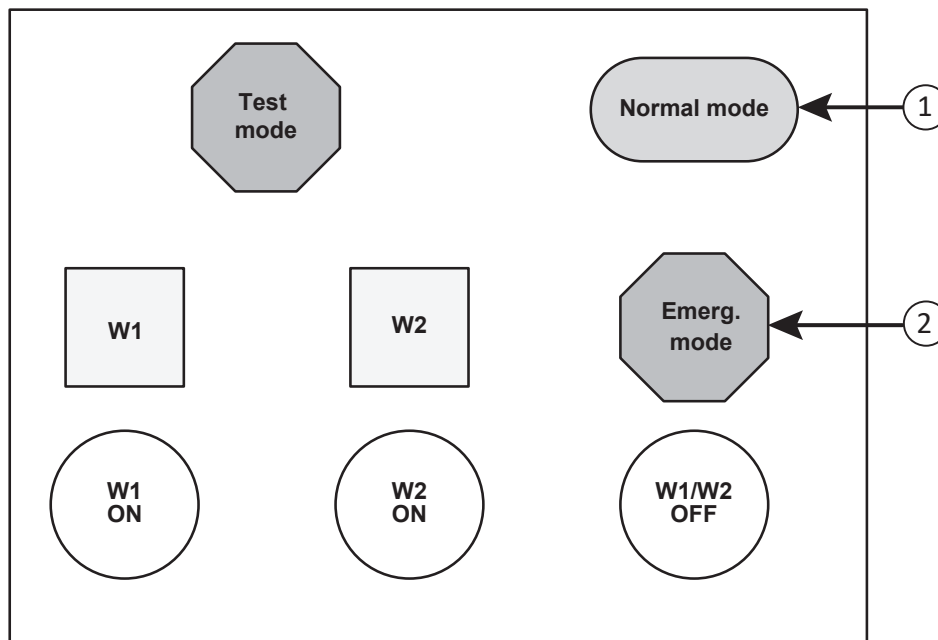 Test
mode
Normal mode
1
W1
W2
Emerg.
mode
2
W1
ON
W2
ON
W1/W2
OFF